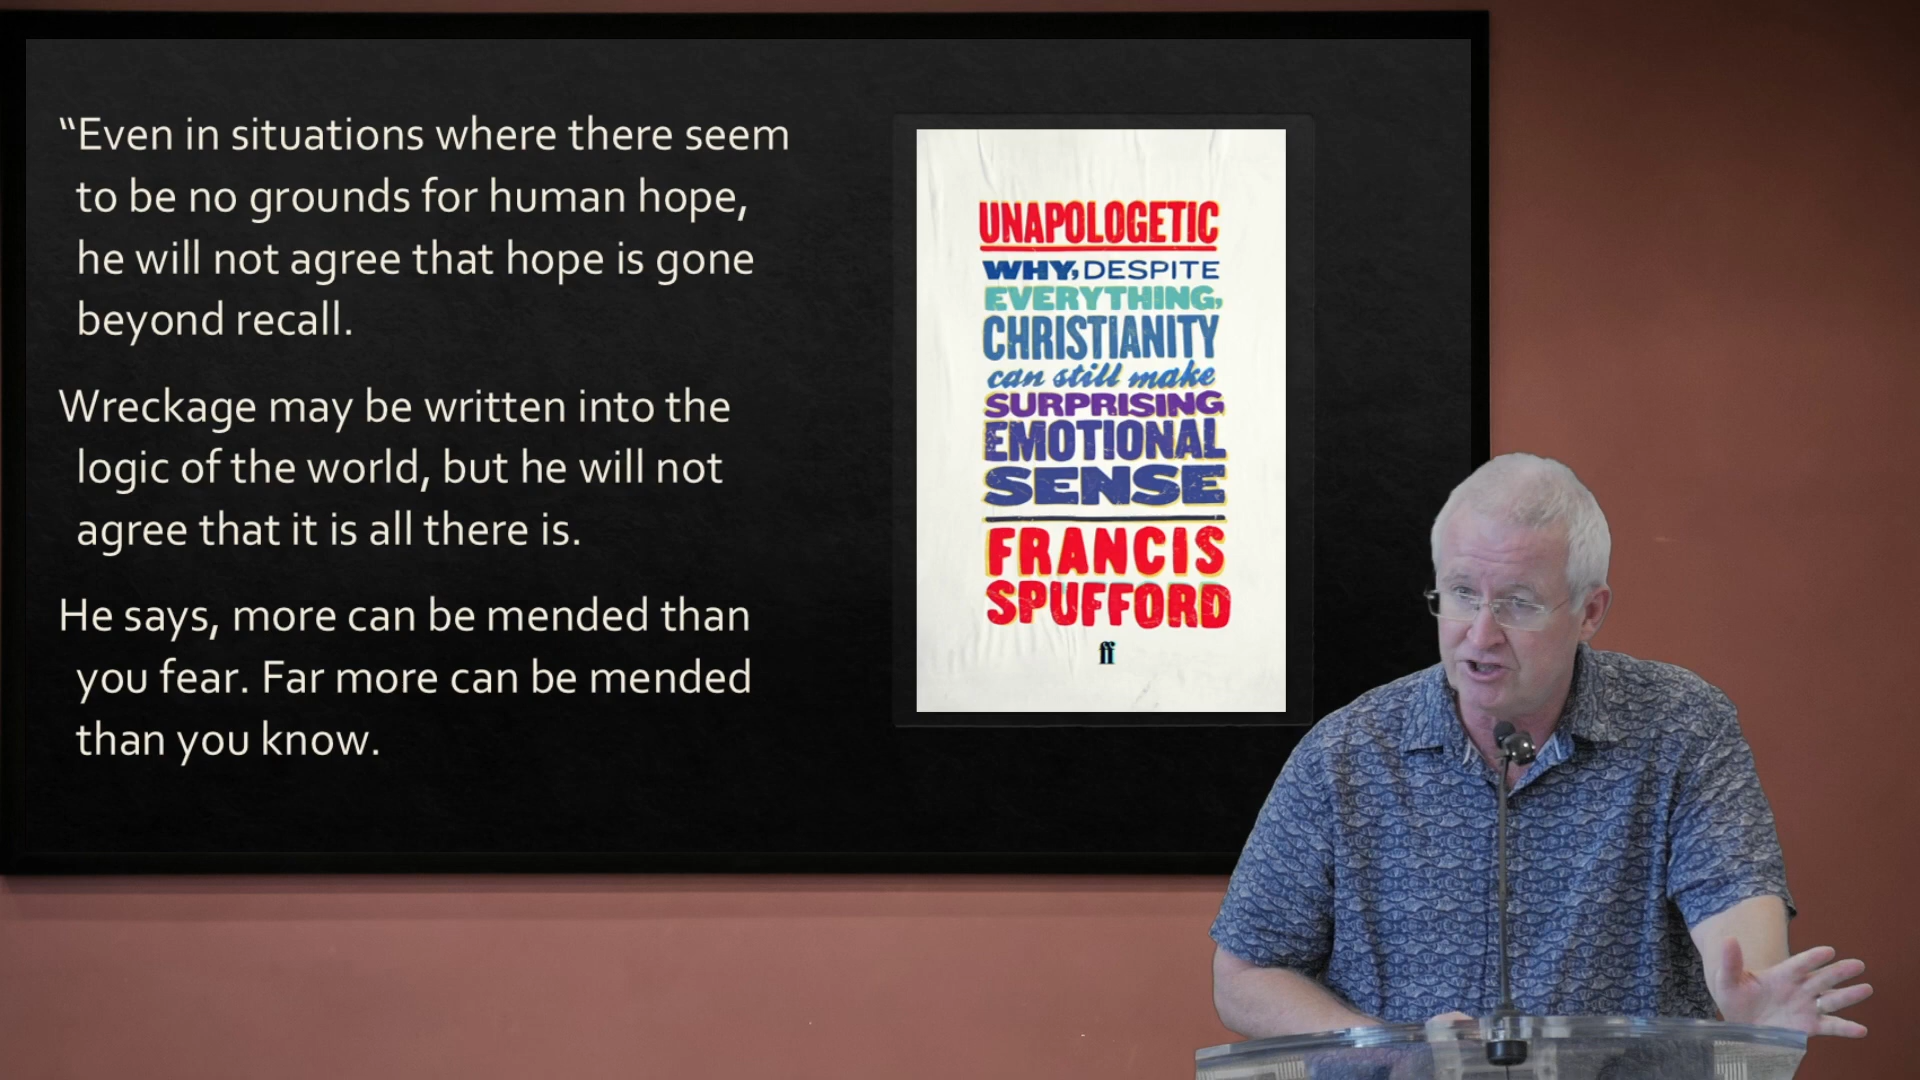 “Even in situations where there seem
to be no grounds for human hope,
he will not agree that hope is gone
beyond recall.
Wreckage may be written into the
logic of the world, but he will not
agree that it is all there is.
He says, more can be mended than
you fear. Far more can be mended
than you know.
UNAPOLOGETIC
WHY, DESPITE
EVERYTHING,
CHRISTIANITY
can still make
SURPRISING
EMOTIONAL
SENSE
FRANCIS
SPUFFORD
ff